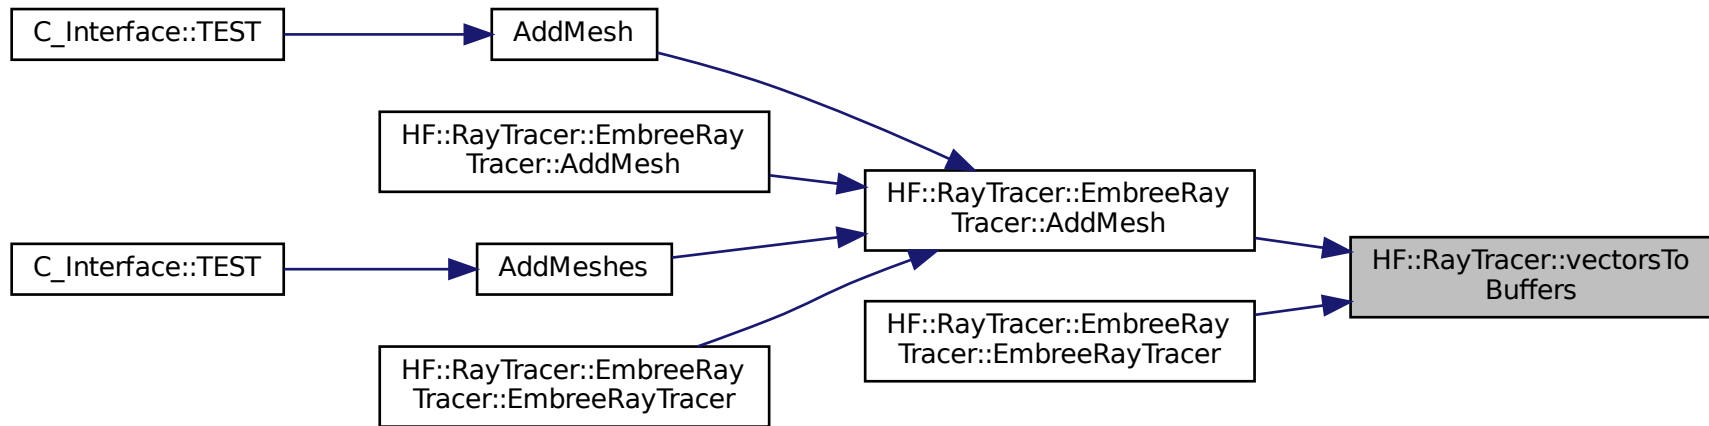 C_Interface::TEST
AddMesh
HF::RayTracer::EmbreeRay
Tracer::AddMesh
HF::RayTracer::EmbreeRay
Tracer::AddMesh
C_Interface::TEST
AddMeshes
HF::RayTracer::vectorsTo
Buffers
HF::RayTracer::EmbreeRay
Tracer::EmbreeRayTracer
HF::RayTracer::EmbreeRay
Tracer::EmbreeRayTracer